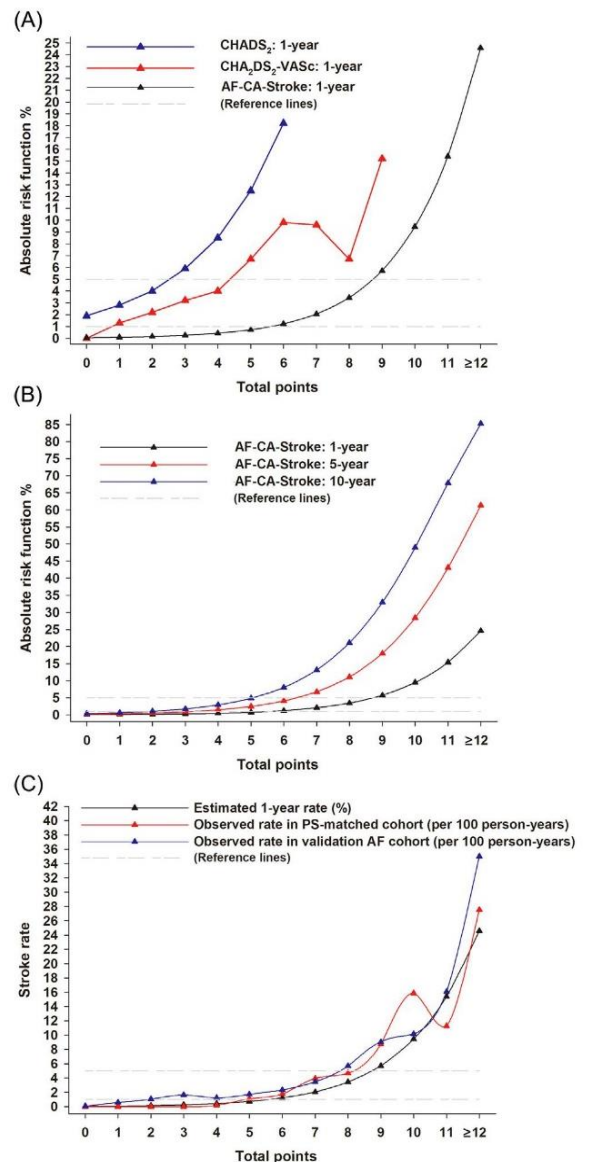 (A)
CHADS₂: 1-year
CHA₂DS₂-VASc: 1-year
AF-CA-Stroke: 1-year
(Reference lines)
Absolute risk function %
25
24
23
22
21
20
19
18
17
16
15
14
13
12
11
10
9
8
7
6
5
4
3
2
1
0
0 1 2 3 4 5 6 7 8 9 10 11 ≥12
Total points
(B)
AF-CA-Stroke: 1-year
AF-CA-Stroke: 5-year
AF-CA-Stroke: 10-year
(Reference lines)
Absolute risk function %
85
80
75
70
65
60
55
50
45
40
35
30
25
20
15
10
5
0
0 1 2 3 4 5 6 7 8 9 10 11 ≥12
Total points
(C)
Estimated 1-year rate (%)
Observed rate in PS-matched cohort (per 100 person-years)
Observed rate in validation AF cohort (per 100 person-years)
(Reference lines)
Stroke rate
42
40
38
36
34
32
30
28
26
24
22
20
18
16
14
12
10
8
6
4
2
0
0 1 2 3 4 5 6 7 8 9 10 11 ≥12
Total points